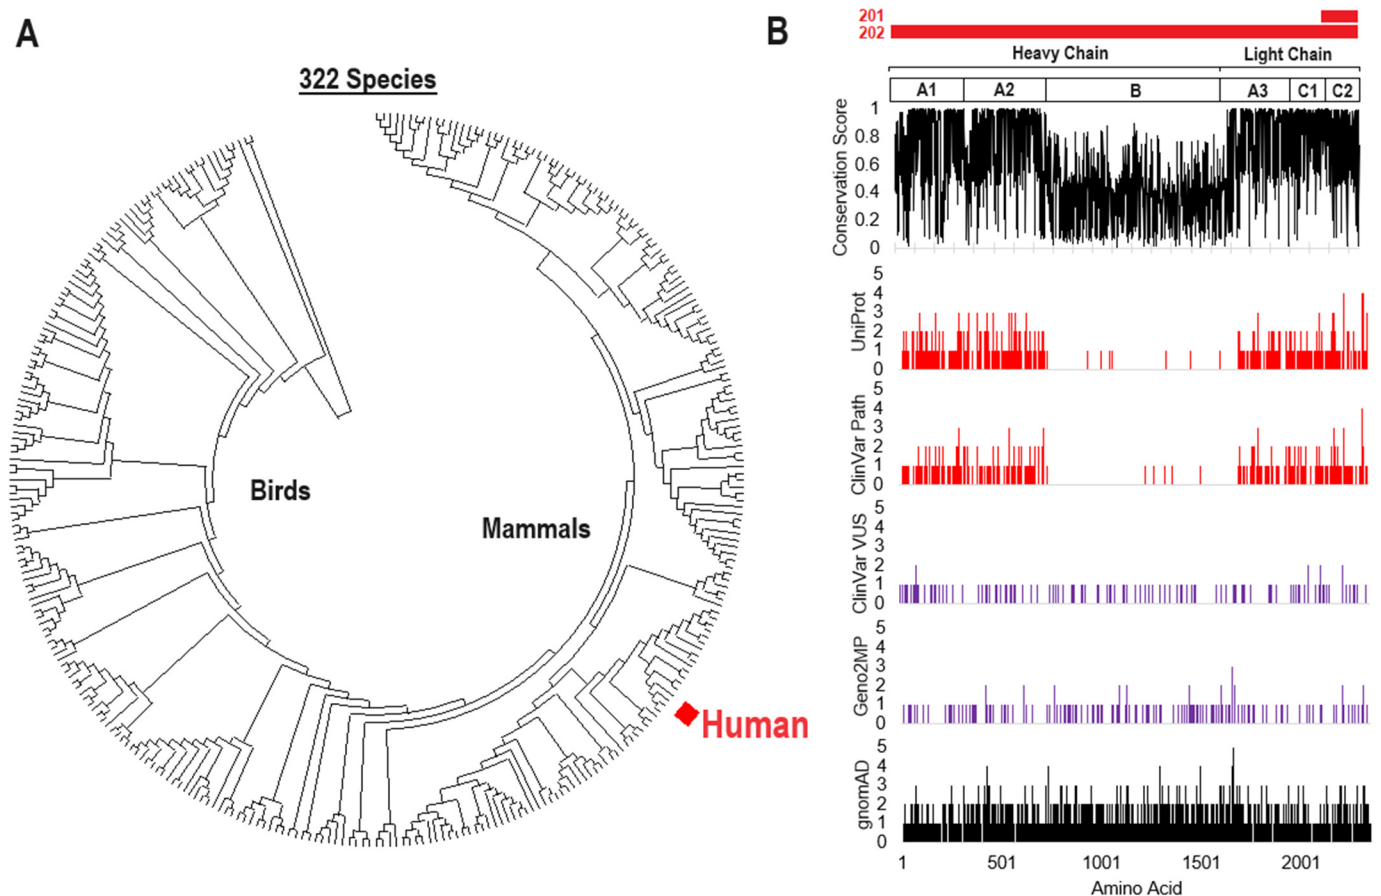 A
322 Species
Birds
Mammals
Human
B
201
202
Heavy Chain
Light Chain
A1
A2
B
A3
C1
C2
Conservation Score
1
0.8
0.6
0.4
0.2
0
UniProt
5
4
3
2
1
0
ClinVar Path
5
4
3
2
1
0
ClinVar VUS
5
4
3
2
1
0
Geno2MP
5
4
3
2
1
0
gnomAD
5
4
3
2
1
0
1
501
1001
1501
2001
Amino Acid